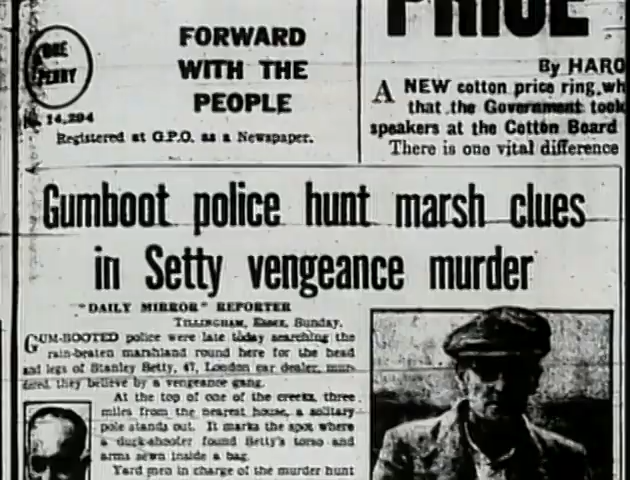 ONE
PENNY
FORWARD
WITH THE
PEOPLE
No. 14,294
Registered at G.P.O. as a Newspaper.
PRICE
By HARO
A NEW cotton price ring, wh
that the Government took
speakers at the Cotton Board
There is one vital difference
Gumboot police hunt marsh clues
in Setty vengeance murder
"DAILY MIRROR" REPORTER
TILLINGHAM, ESSEX, Sunday.
GUM-BOOTED police were late today searching the
rain-beaten marshland round here for the head
and legs of Stanley Setty, 47, London car dealer, mur-
dered, they believe by a vengeance gang.
At the top of one of the creeks, three
miles from the nearest house, a solitary
pole stands out. It marks the spot where
a duck-shooter found Setty's torso and
arms sewn inside a bag.
Yard men in charge of the murder hunt